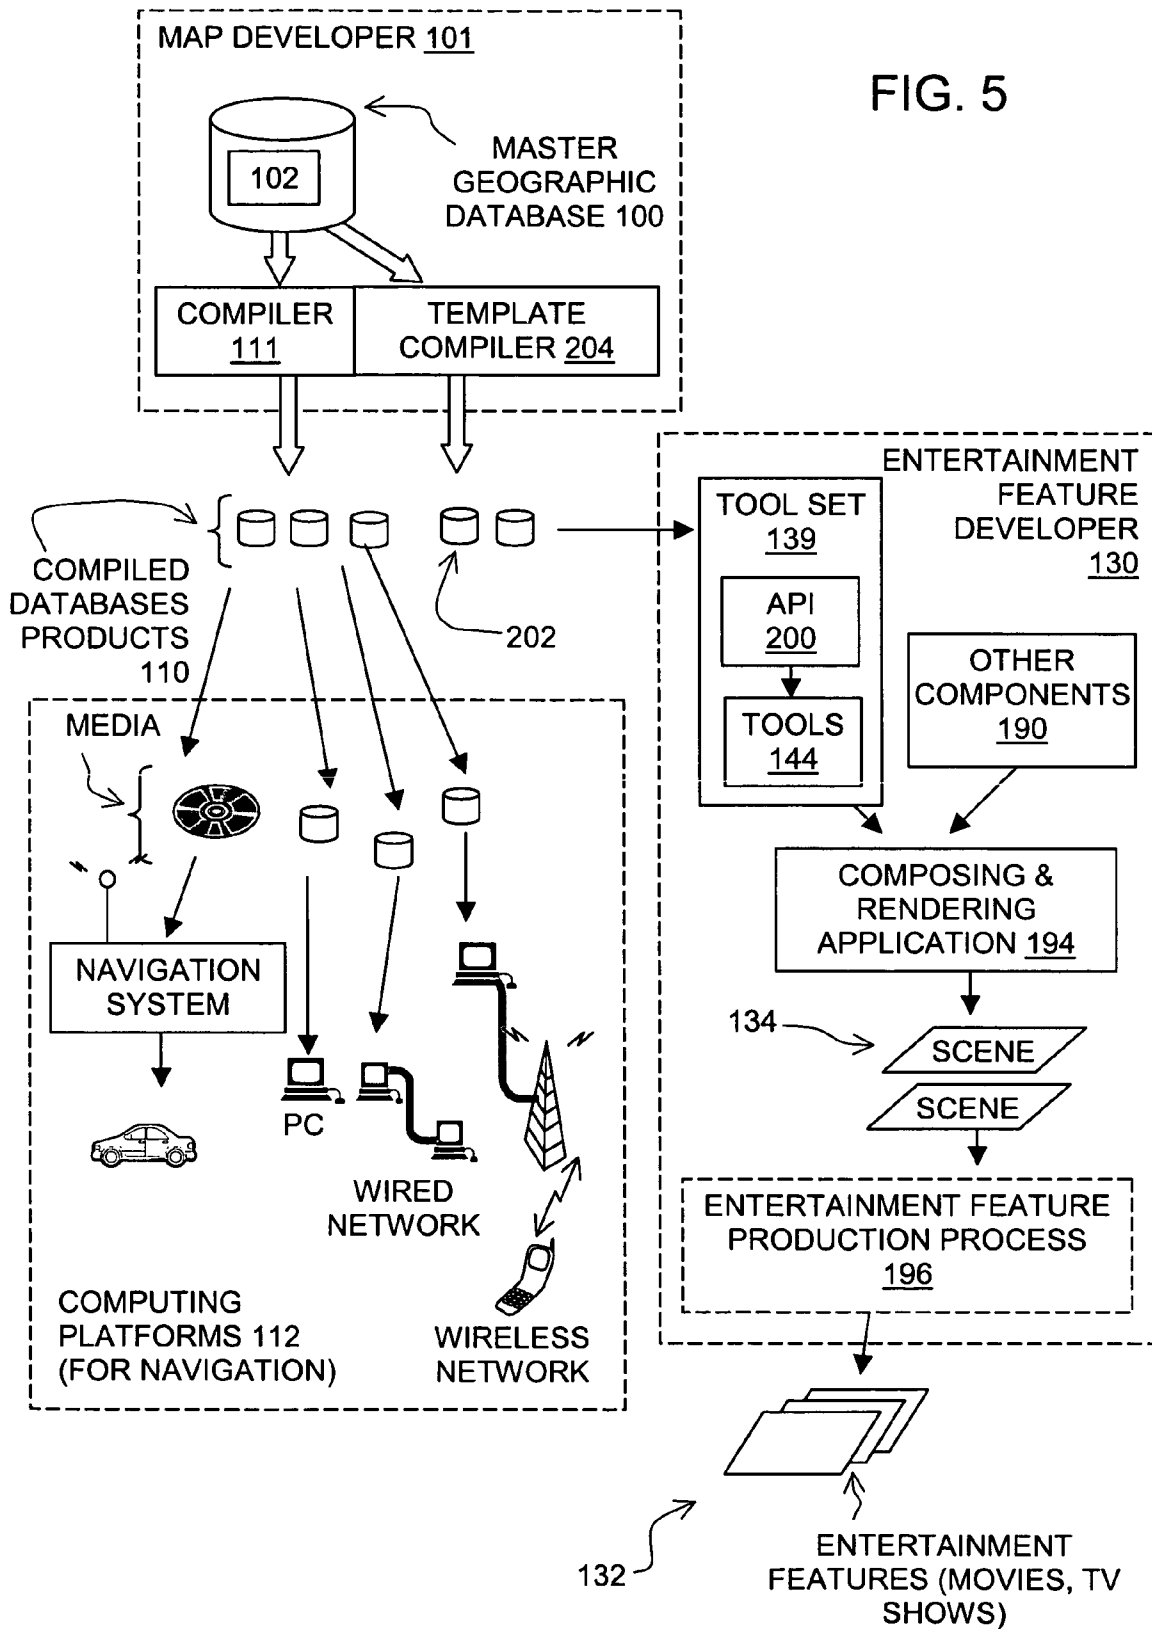 MAP DEVELOPER 101
FIG. 5
102
MASTER
GEOGRAPHIC
DATABASE 100
COMPILER
111
TEMPLATE
COMPILER 204
COMPILED
DATABASES
PRODUCTS
110
202
ENTERTAINMENT
FEATURE
DEVELOPER
130
TOOL SET
139
API
200
TOOLS
144
OTHER
COMPONENTS
190
MEDIA
NAVIGATION
SYSTEM
PC
WIRED
NETWORK
WIRELESS
NETWORK
COMPUTING
PLATFORMS 112
(FOR NAVIGATION)
COMPOSING &
RENDERING
APPLICATION 194
134
SCENE
SCENE
ENTERTAINMENT FEATURE
PRODUCTION PROCESS
196
132
ENTERTAINMENT
FEATURES (MOVIES, TV
SHOWS)